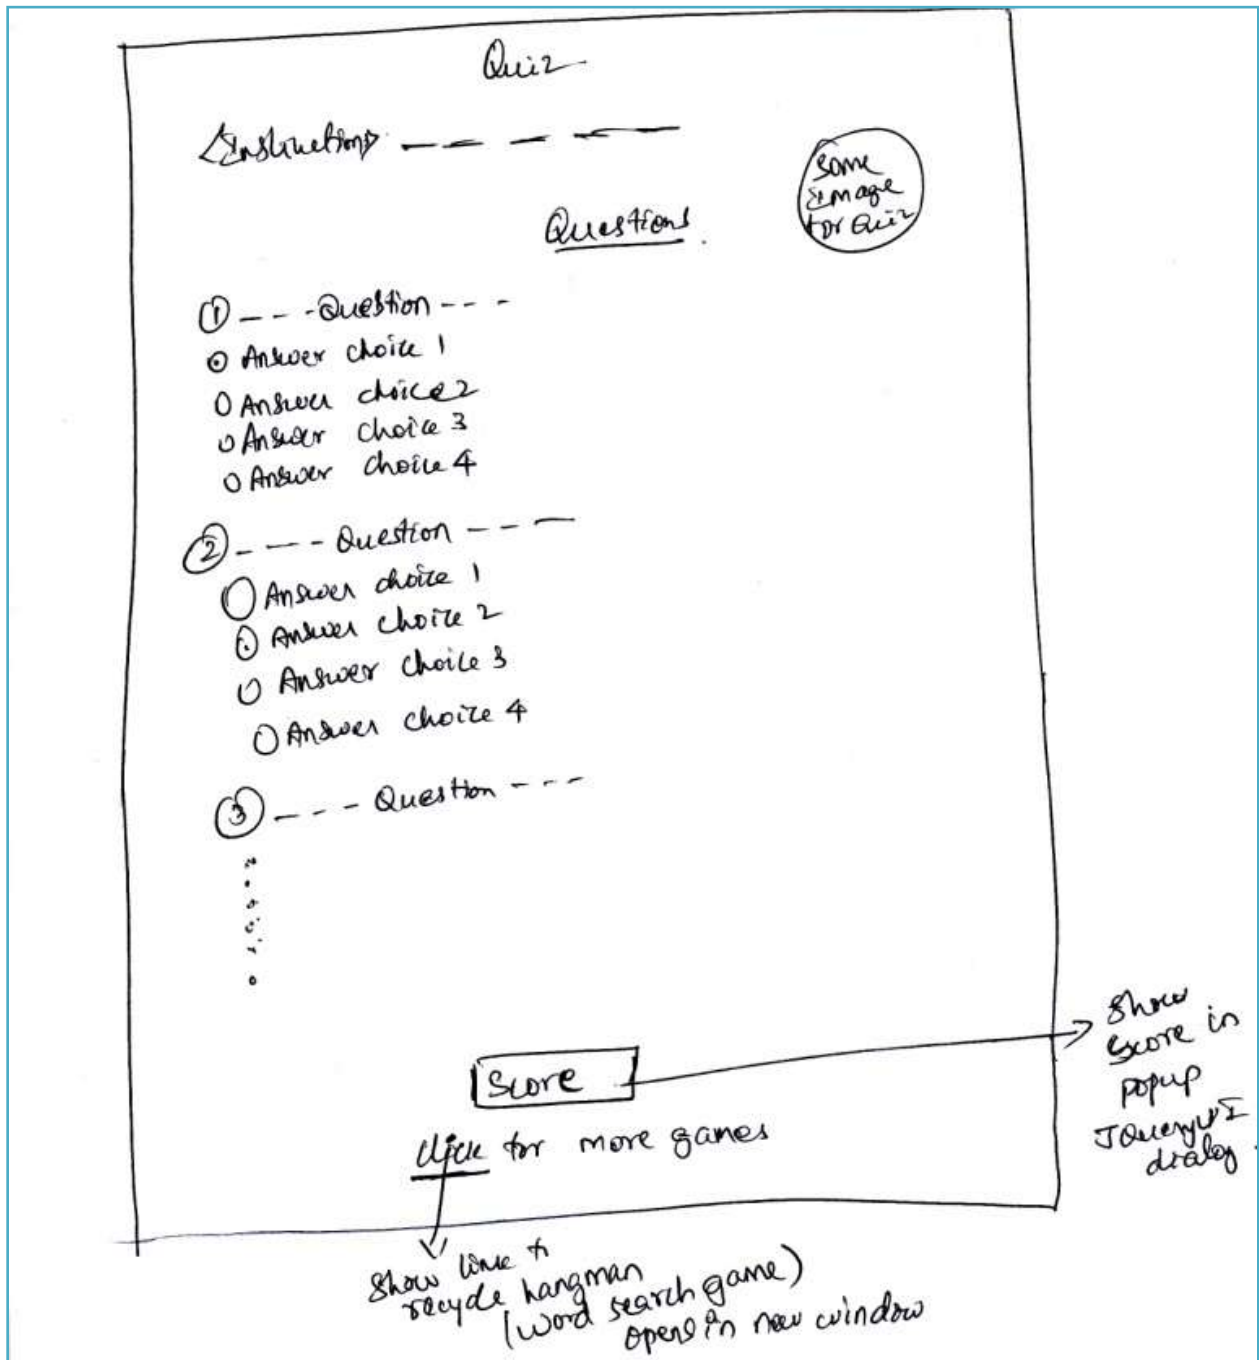 Quiz
<Instructions>
some
image
for Quiz
Questions.
1 - - - Question - - -
Answer choice 1
Answer choice 2
Answer choice 3
Answer choice 4
2 - - - - Question - - -
Answer choice 1
Answer choice 2
Answer choice 3
Answer choice 4
3 - - - - Question - - -
Score
Click for more games
Show
Score in
popup
JQueryUI
dialog.
Show link to
recycle hangman
(word search game)
opens in new window